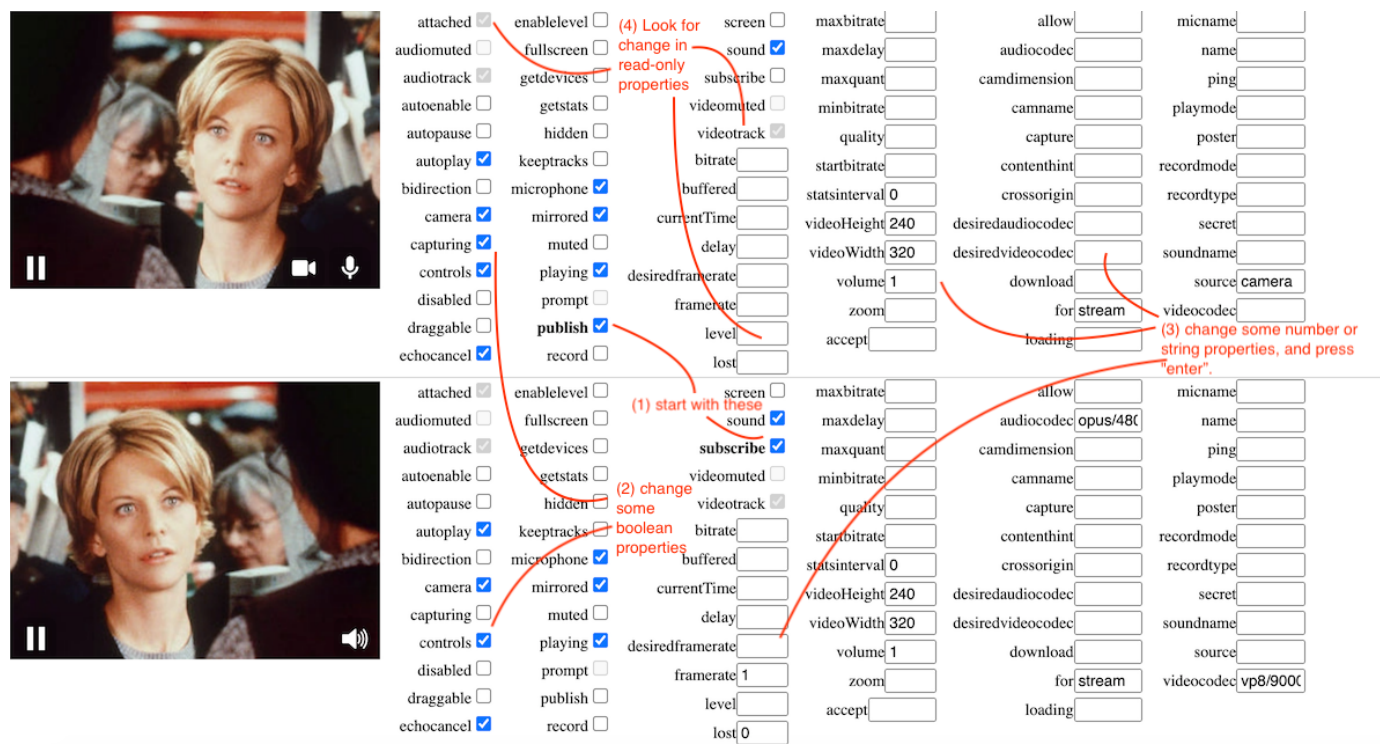 attached enablelevel screen maxbitrate allow micname
audiomuted fullscreen sound maxdelay audiocodec name
audiotrack getdevices subscribe maxquant camdimension ping
autoenable getstats videomuted minbitrate camname playmode
autopause hidden videotrack quality capture poster
autoplay keeptracks bitrate startbitrate contenthint recordmode
bidirection microphone buffered statsinterval 0 crossorigin recordtype
camera mirrored currentTime videoHeight 240 desiredaudiocodec secret
capturing muted delay videoWidth 320 desiredvideocodec soundname
controls playing desiredframerate volume 1 download source camera
disabled prompt framerate zoom for stream videocodec
draggable publish level accept loading
echocancel record lost
(4) Look for
change in
read-only
properties
(3) change some number or
string properties, and press
"enter".
(1) start with these
(2) change
some
boolean
properties
attached enablelevel screen maxbitrate allow micname
audiomuted fullscreen sound maxdelay audiocodec opus/480 name
audiotrack getdevices subscribe maxquant camdimension ping
autoenable getstats videomuted minbitrate camname playmode
autopause hidden videotrack quality capture poster
autoplay keeptracks bitrate startbitrate contenthint recordmode
bidirection microphone buffered statsinterval 0 crossorigin recordtype
camera mirrored currentTime videoHeight 240 desiredaudiocodec secret
capturing muted delay videoWidth 320 desiredvideocodec soundname
controls playing desiredframerate volume 1 download source
disabled prompt framerate 1 zoom for stream videocodec vp8/9000
draggable publish level accept loading
echocancel record lost 0